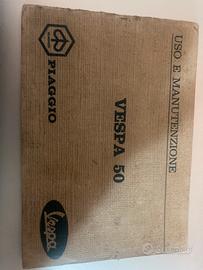 USO E MANUTENZIONE
VESPA 50
PIAGGIO
Vespa